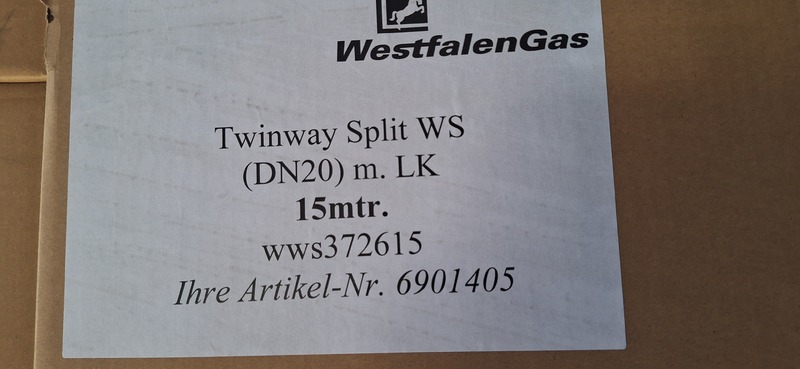 WestfalenGas
Twinway Split WS
(DN20) m. LK
15mtr.
wws372615
Ihre Artikel-Nr. 6901405